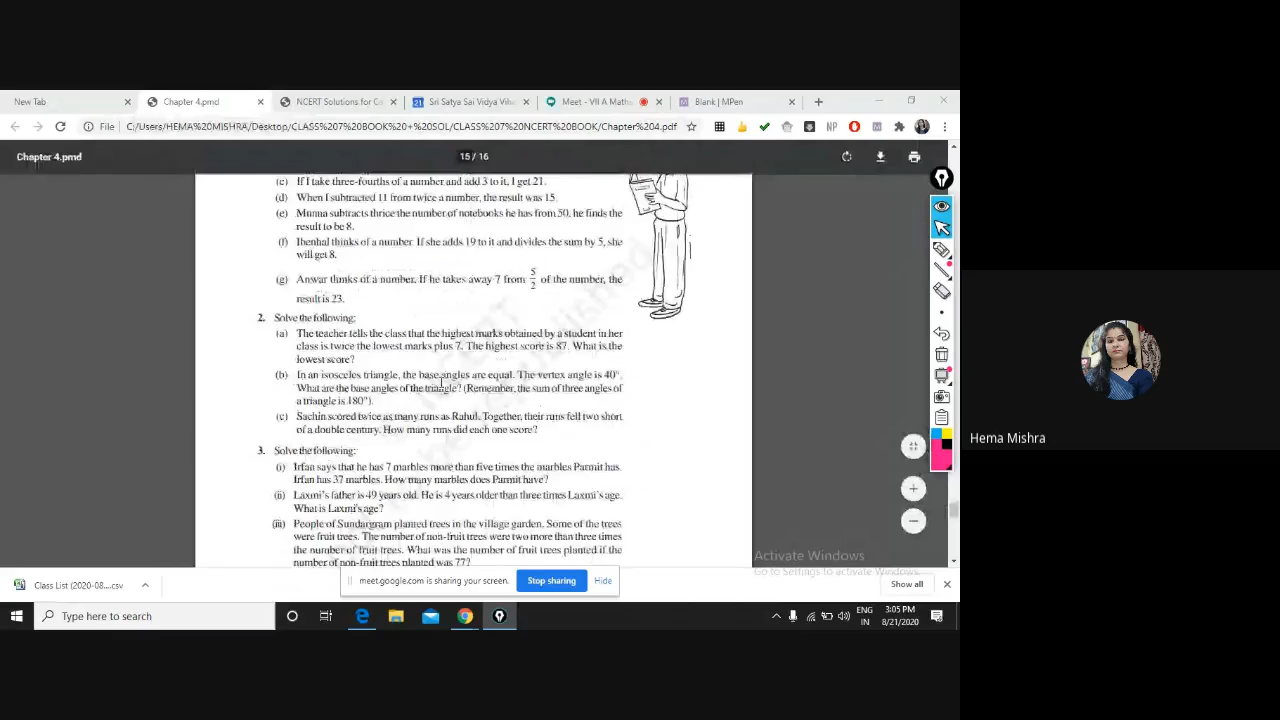 New Tab
Chapter 4.pmd
NCERT Solutions for Cl
Sri Satya Sai Vidya Viha
Meet - VII A Maths
Blank | MPen
File
C:/Users/HEMA%20MISHRA/Desktop/CLASS%207%20BOOK%20+%20SOL/CLASS%207%20NCERT%20BOOK/Chapter%204.pdf
NP
Chapter 4.pmd
15 / 16
(c) If I take three-fourths of a number and add 3 to it, I get 21.
(d) When I subtracted 11 from twice a number, the result was 15.
(e) Munna subtracts thrice the number of notebooks he has from 50, he finds the
result to be 8.
(f) Ibenhal thinks of a number. If she adds 19 to it and divides the sum by 5, she
will get 8.
(g) Anwar thinks of a number. If he takes away 7 from 5/2 of the number, the
result is 23.
2. Solve the following:
(a) The teacher tells the class that the highest marks obtained by a student in her
class is twice the lowest marks plus 7. The highest score is 87. What is the
lowest score?
(b) In an isosceles triangle, the base angles are equal. The vertex angle is 40°.
What are the base angles of the triangle? (Remember, the sum of three angles of
a triangle is 180°).
(c) Sachin scored twice as many runs as Rahul. Together, their runs fell two short
of a double century. How many runs did each one score?
3. Solve the following:
(i) Irfan says that he has 7 marbles more than five times the marbles Parmit has.
Irfan has 37 marbles. How many marbles does Parmit have?
(ii) Laxmi's father is 49 years old. He is 4 years older than three times Laxmi's age.
What is Laxmi's age?
(iii) People of Sundargram planted trees in the village garden. Some of the trees
were fruit trees. The number of non-fruit trees were two more than three times
the number of fruit trees. What was the number of fruit trees planted if the
number of non-fruit trees planted was 77?
Hema Mishra
Activate Windows
Go to Settings to activate Windows.
Class List (2020-08....csv
meet.google.com is sharing your screen.
Stop sharing
Hide
Show all
Type here to search
ENG
IN
3:05 PM
8/21/2020